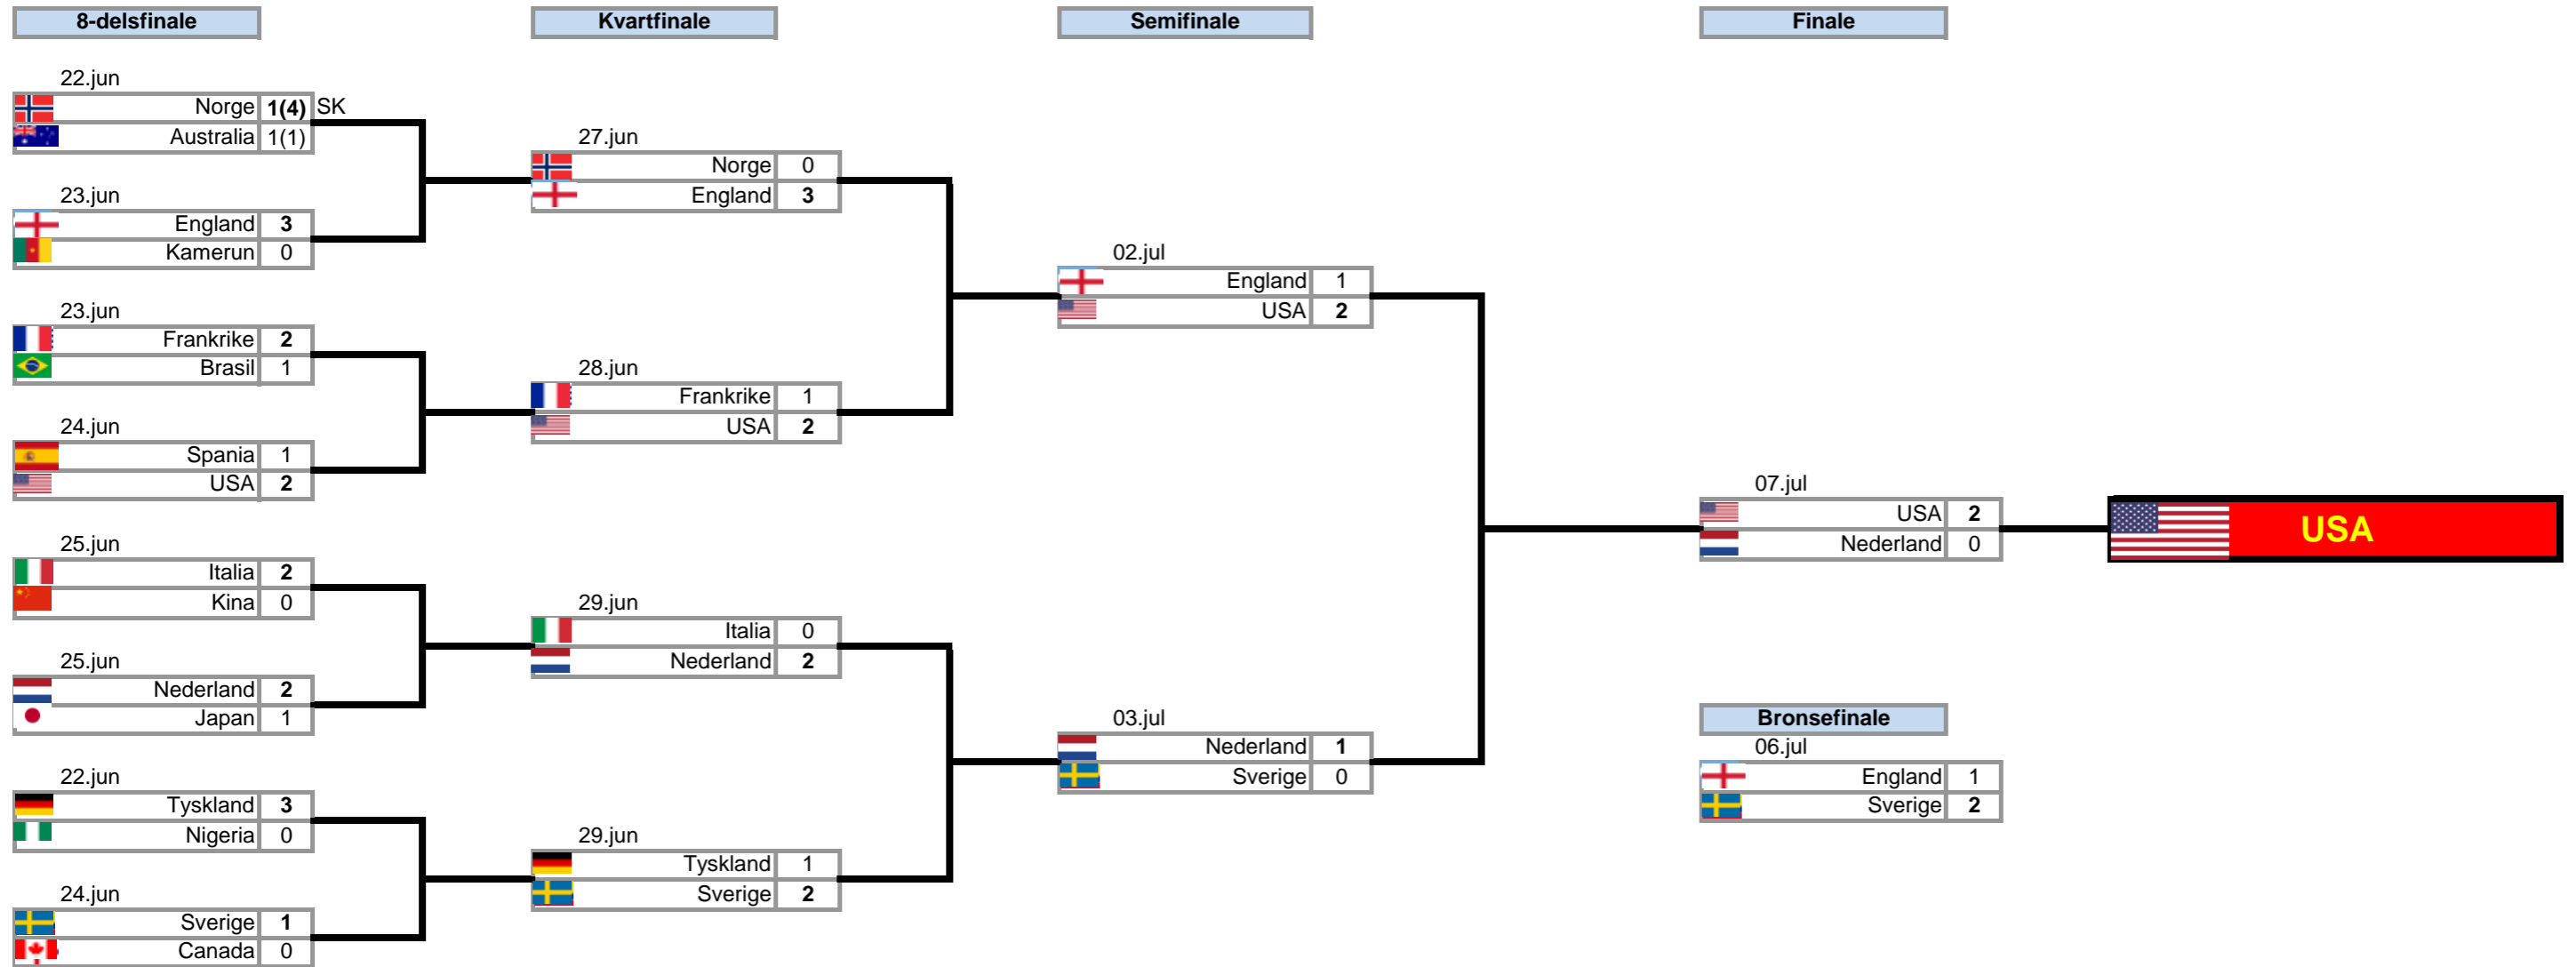 8-delsfinale
22.jun
Norge 1(4) SK
Australia 1(1)
23.jun
England 3
Kamerun 0
23.jun
Frankrike 2
Brasil 1
24.jun
Spania 1
USA 2
25.jun
Italia 2
Kina 0
25.jun
Nederland 2
Japan 1
22.jun
Tyskland 3
Nigeria 0
24.jun
Sverige 1
Canada 0
Kvartfinale
27.jun
Norge 0
England 3
28.jun
Frankrike 1
USA 2
29.jun
Italia 0
Nederland 2
29.jun
Tyskland 1
Sverige 2
Semifinale
02.jul
England 1
USA 2
03.jul
Nederland 1
Sverige 0
Finale
07.jul
USA 2
Nederland 0
Bronsefinale
06.jul
England 1
Sverige 2
USA